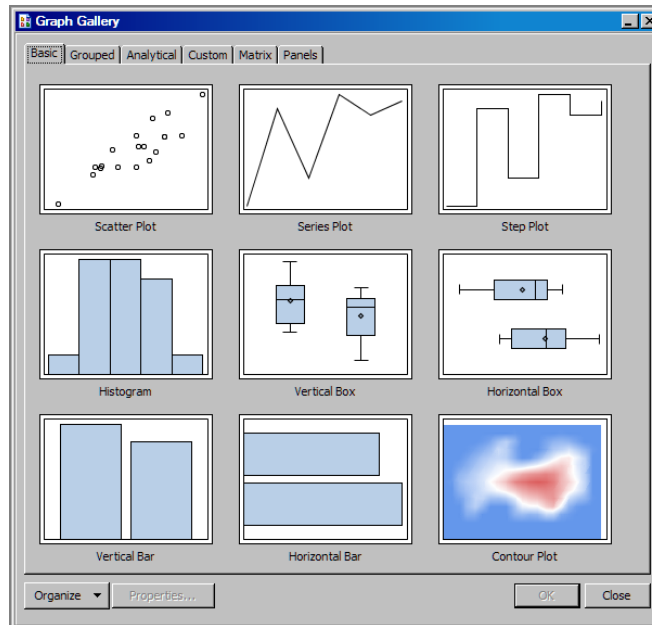 Graph Gallery
Basic Grouped Analytical Custom Matrix Panels
Scatter Plot Series Plot Step Plot
Histogram Vertical Box Horizontal Box
Vertical Bar Horizontal Bar Contour Plot
Organize Properties... OK Close